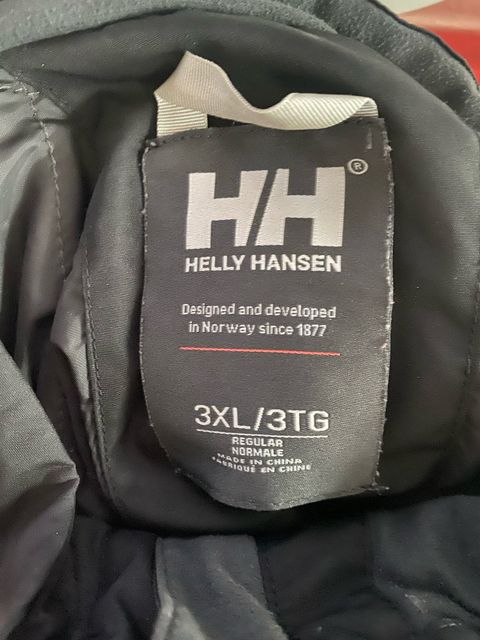 H/H®
HELLY HANSEN
Designed and developed
in Norway since 1877
3XL/3TG
REGULAR
NORMALE
MADE IN CHINA
FABRIQUÉ EN CHINE